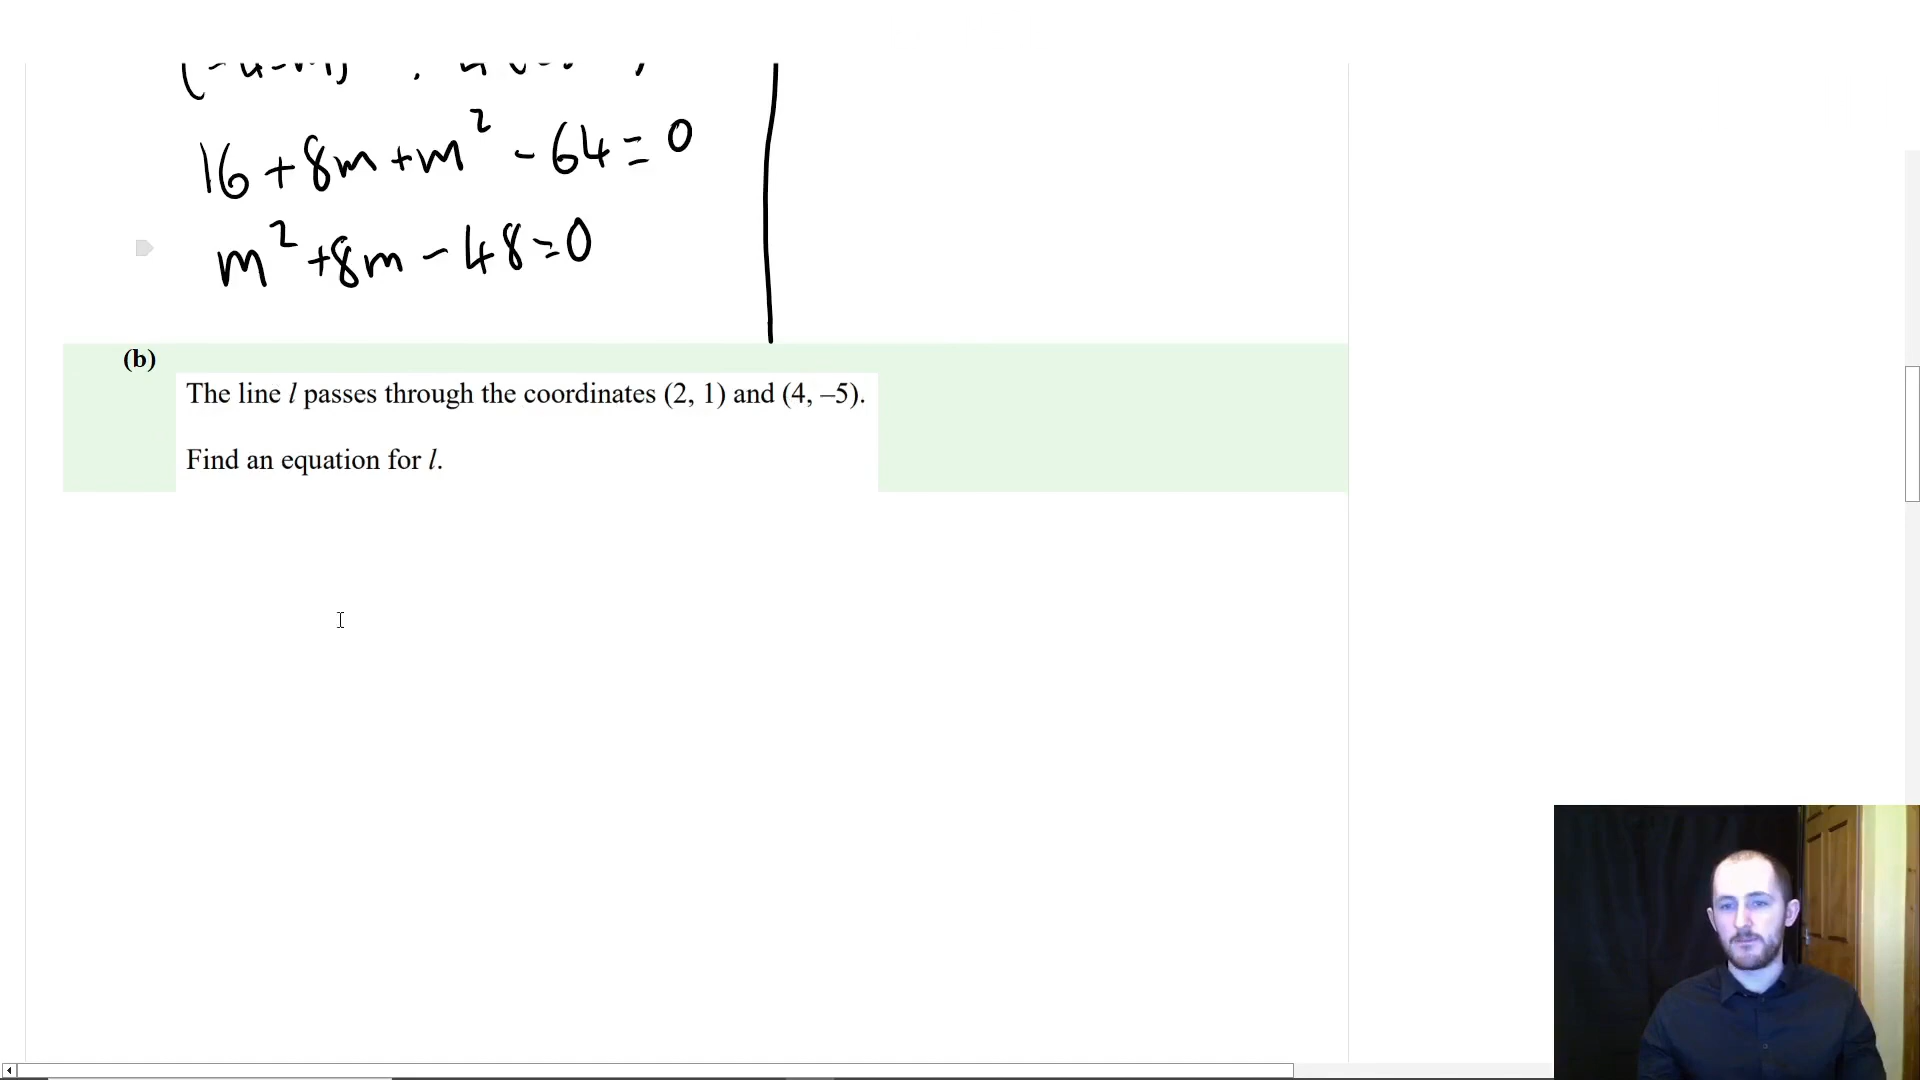 16 + 8m + m² - 64 = 0
m² + 8m - 48 = 0
(b)
The line l passes through the coordinates (2, 1) and (4, –5).
Find an equation for l.